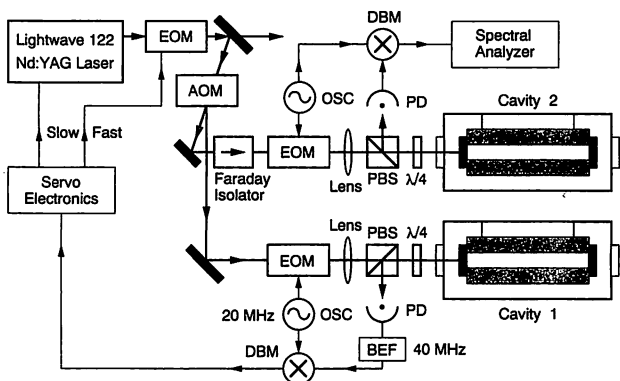 Lightwave 122
Nd:YAG Laser
EOM
DBM
Spectral
Analyzer
AOM
OSC
PD
Cavity 2
Slow
Fast
Servo
Electronics
Faraday
Isolator
EOM
Lens
PBS
λ/4
Lens
PBS
λ/4
EOM
20 MHz
OSC
PD
Cavity 1
DBM
BEF
40 MHz